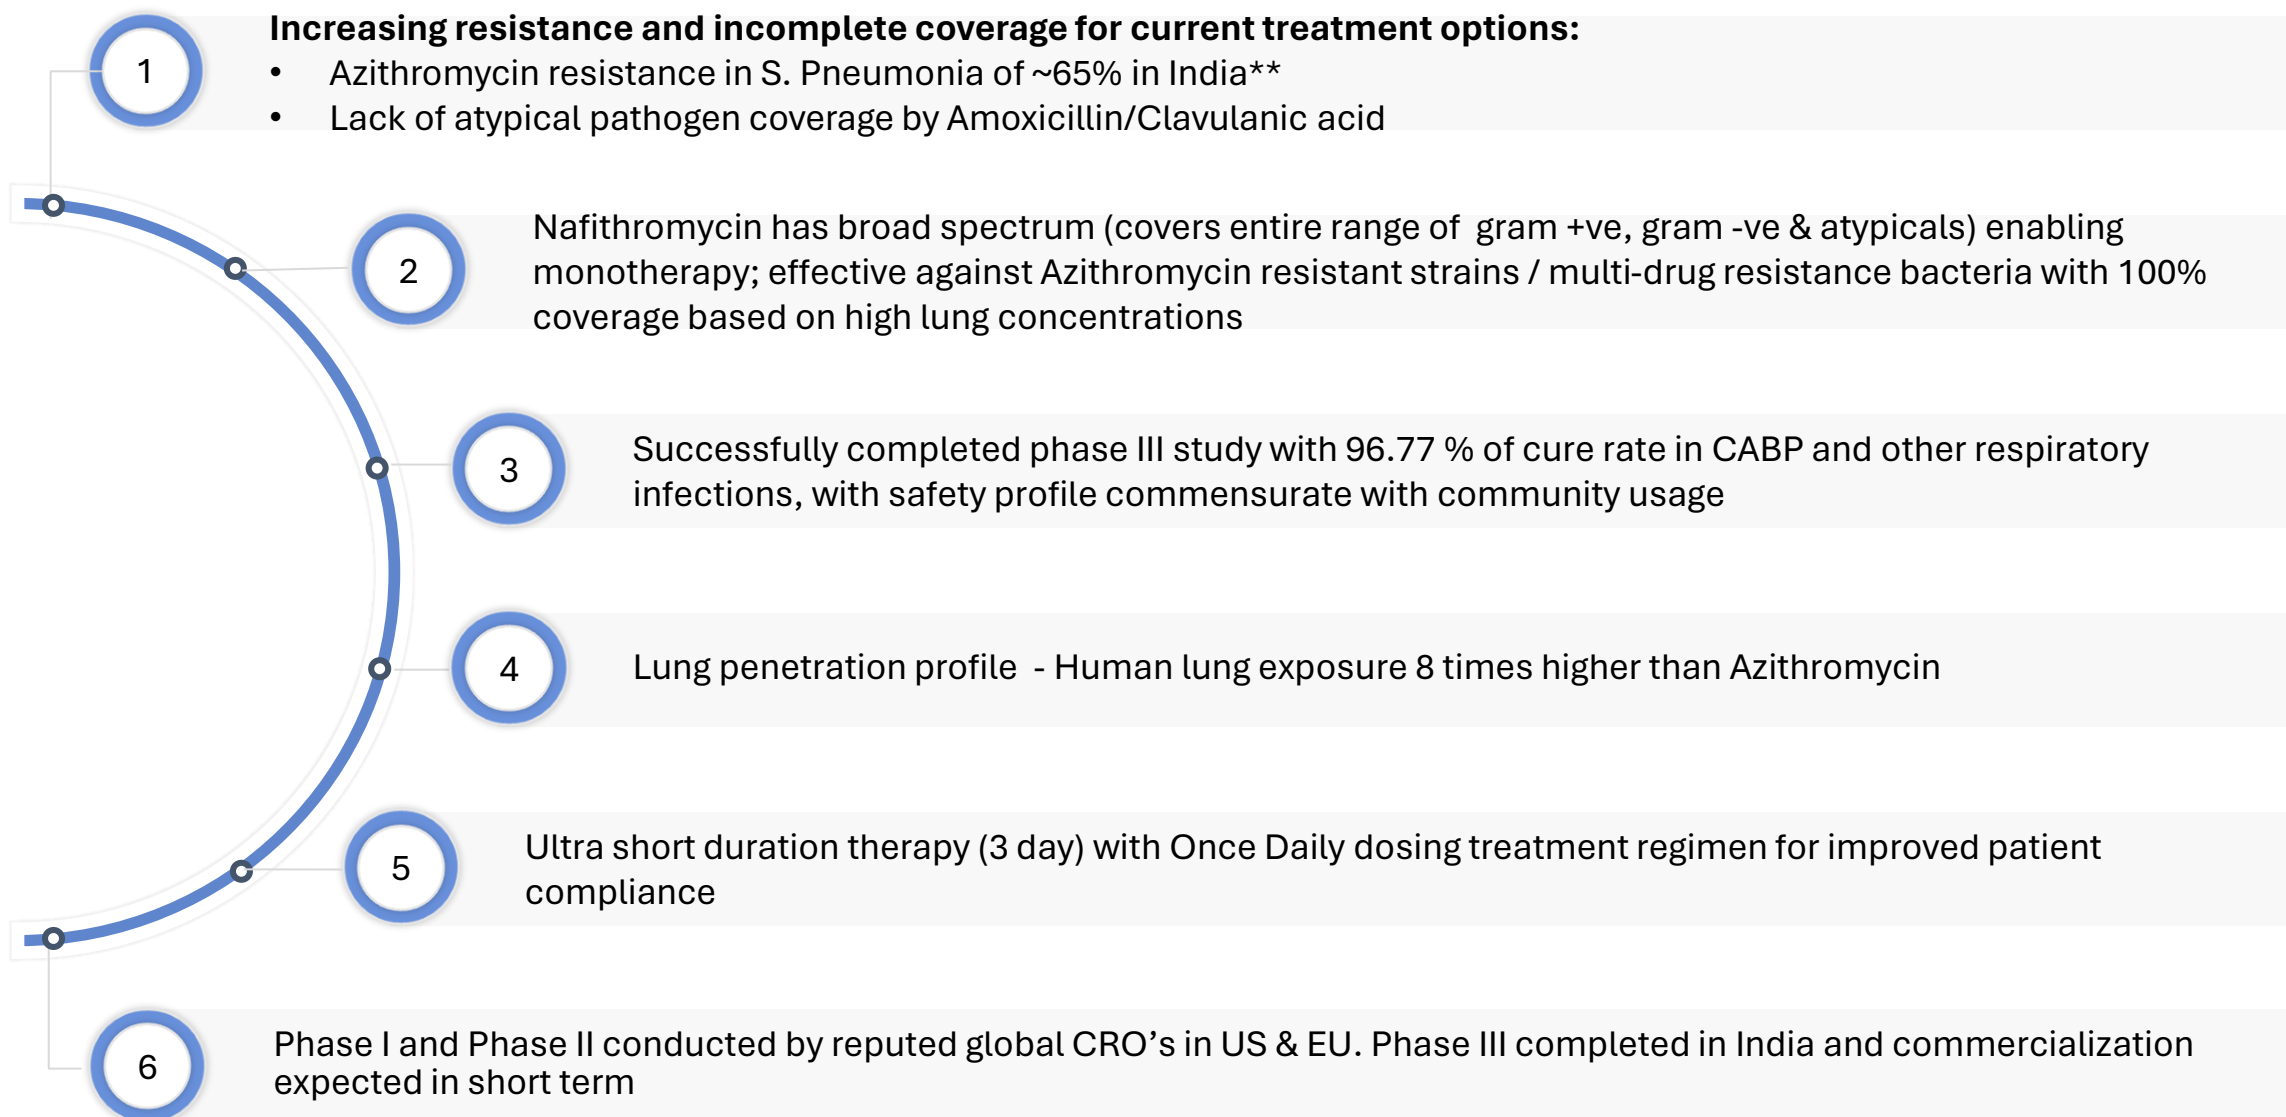 1
Increasing resistance and incomplete coverage for current treatment options:
• Azithromycin resistance in S. Pneumonia of ~65% in India**
• Lack of atypical pathogen coverage by Amoxicillin/Clavulanic acid
2
Nafithromycin has broad spectrum (covers entire range of  gram +ve, gram -ve & atypicals) enabling
monotherapy; effective against Azithromycin resistant strains / multi-drug resistance bacteria with 100%
coverage based on high lung concentrations
3
Successfully completed phase III study with 96.77 % of cure rate in CABP and other respiratory
infections, with safety profile commensurate with community usage
4
Lung penetration profile  - Human lung exposure 8 times higher than Azithromycin
5
Ultra short duration therapy (3 day) with Once Daily dosing treatment regimen for improved patient
compliance
6
Phase I and Phase II conducted by reputed global CRO’s in US & EU. Phase III completed in India and commercialization
expected in short term